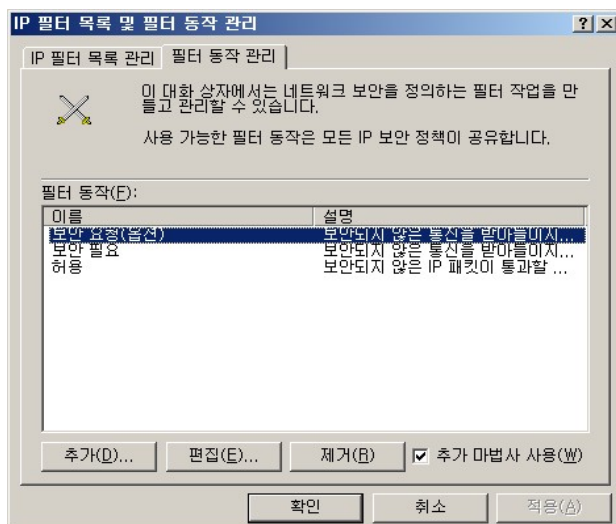 IP 필터 목록 및 필터 동작 관리
IP 필터 목록 관리 필터 동작 관리
이 대화 상자에서는 네트워크 보안을 정의하는 필터 작업을 만
들고 관리할 수 있습니다.
사용 가능한 필터 동작은 모든 IP 보안 정책이 공유합니다.
필터 동작(F):
이름 설명
보안 요청(옵션) 보안되지 않은 통신을 받아들이지...
보안 필요 보안되지 않은 통신을 받아들이지...
허용 보안되지 않은 IP 패킷이 통과할 ...
추가(D)... 편집(E)... 제거(R) 추가 마법사 사용(W)
확인 취소 적용(A)